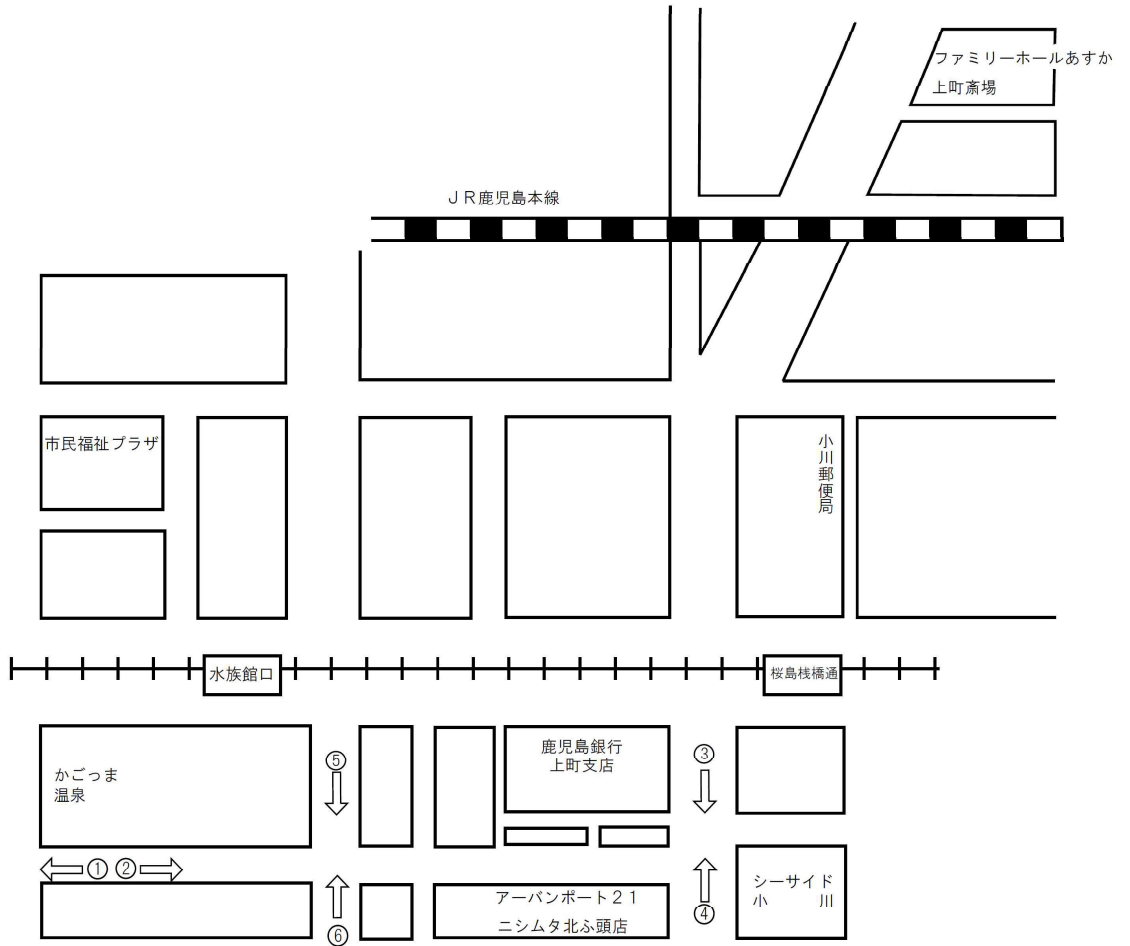 ファミリーホールあすか
上町斎場
ＪＲ鹿児島本線
市民福祉プラザ
小川郵便局
水族館口
桜島桟橋通
かごっま
温泉
鹿児島銀行
上町支店
⑤
③
① ②
シーサイド
小　　川
アーバンポート２１
ニシムタ北ふ頭店
④
⑥